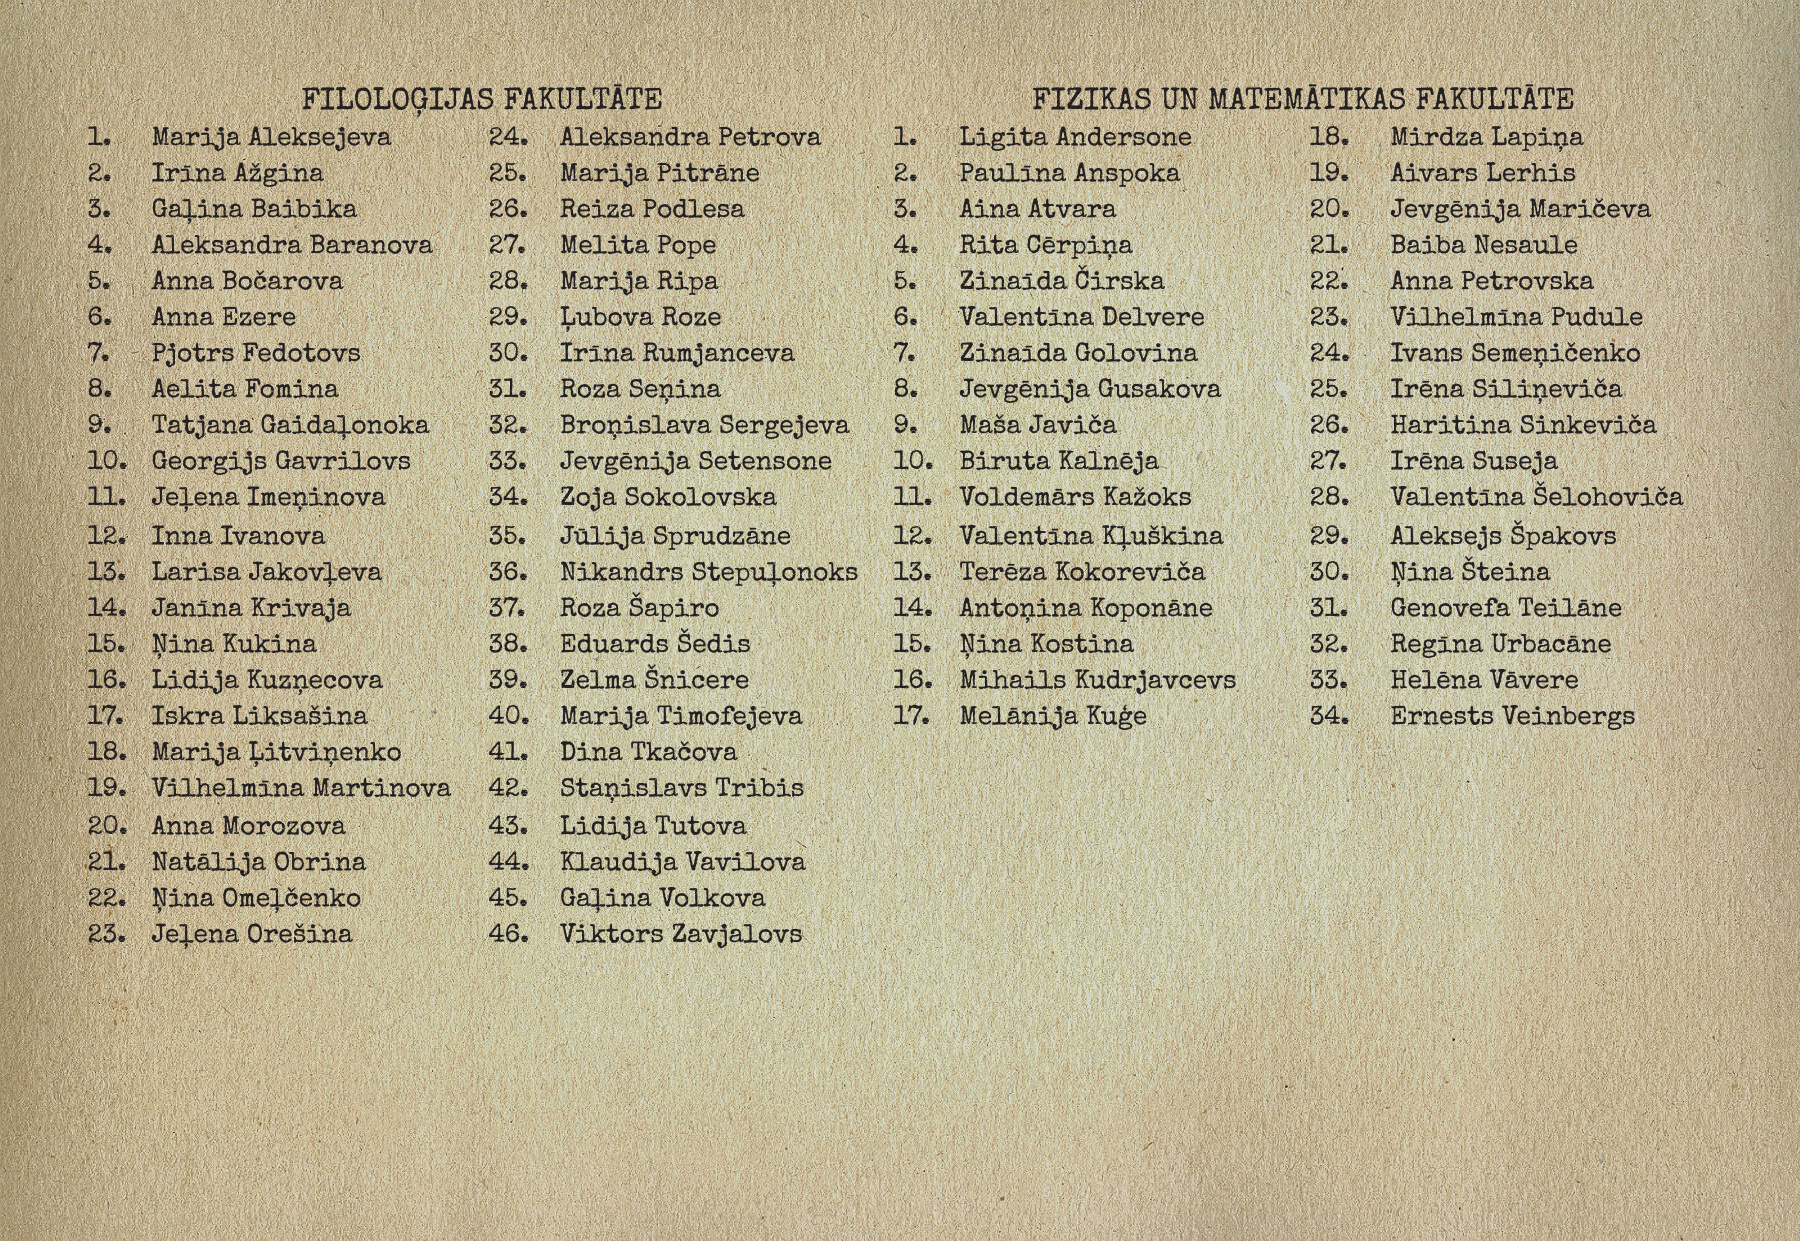 FILOLOĢIJAS FAKULTĀTE
1. Marija Aleksejeva
2. Irīna Ažgina
3. Gaļina Baibika
4. Aleksandra Baranova
5. Anna Bočarova
6. Anna Ezere
7. Pjotrs Fedotovs
8. Aelita Fomina
9. Tatjana Gaidaļonoka
10. Georgijs Gavrilovs
11. Jeļena Imeņinova
12. Inna Ivanova
13. Larisa Jakovļeva
14. Janīna Krivaja
15. Ņina Kukina
16. Lidija Kuzņecova
17. Iskra Liksašina
18. Marija Ļitviņenko
19. Vilhelmīna Martinova
20. Anna Morozova
21. Natālija Obrina
22. Ņina Omeļčenko
23. Jeļena Orešina
24. Aleksandra Petrova
25. Marija Pitrāne
26. Reiza Podlesa
27. Melita Pope
28. Marija Ripa
29. Ļubova Roze
30. Irīna Rumjanceva
31. Roza Seņina
32. Broņislava Sergejeva
33. Jevgēnija Setensone
34. Zoja Sokolovska
35. Jūlija Sprudzāne
36. Nikandrs Stepuļonoks
37. Roza Šapiro
38. Eduards Šedis
39. Zelma Šnicere
40. Marija Timofejeva
41. Dina Tkačova
42. Staņislavs Tribis
43. Lidija Tutova
44. Klaudija Vavilova
45. Gaļina Volkova
46. Viktors Zavjalovs
FIZIKAS UN MATEMĀTIKAS FAKULTĀTE
1. Ligita Andersone
2. Paulīna Anspoka
3. Aina Atvara
4. Rita Cērpiņa
5. Zinaīda Čirska
6. Valentīna Delvere
7. Zinaīda Golovina
8. Jevgēnija Gusakova
9. Maša Javiča
10. Biruta Kalnēja
11. Voldemārs Kažoks
12. Valentīna Kļuškina
13. Terēza Kokoreviča
14. Antoņina Koponāne
15. Ņina Kostina
16. Mihails Kudrjavcevs
17. Melānija Kuģe
18. Mirdza Lapiņa
19. Aivars Lerhis
20. Jevgēnija Maričeva
21. Baiba Nesaule
22. Anna Petrovska
23. Vilhelmīna Pudule
24. Ivans Semeņičenko
25. Irēna Siliņeviča
26. Haritina Sinkeviča
27. Irēna Suseja
28. Valentīna Šelohoviča
29. Aleksejs Špakovs
30. Ņina Šteina
31. Genovefa Teilāne
32. Regīna Urbacāne
33. Helēna Vāvere
34. Ernests Veinbergs